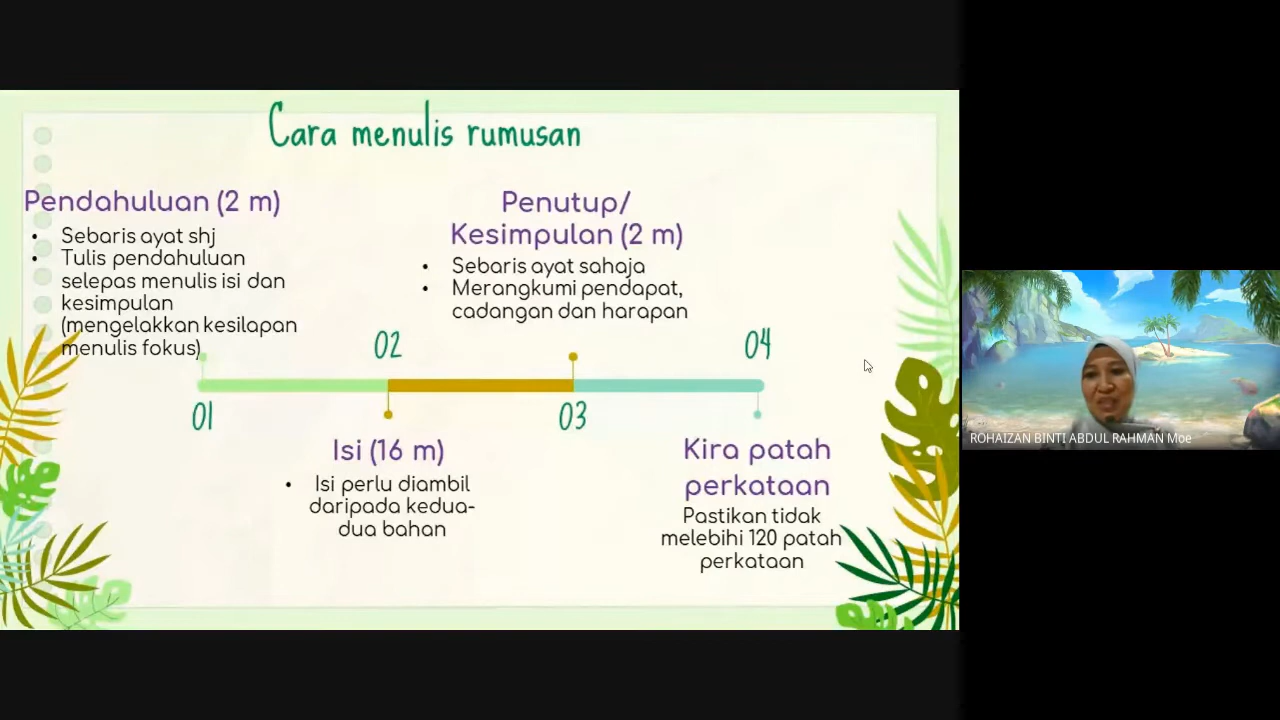 Cara menulis rumusan
Pendahuluan (2 m)
• Sebaris ayat shj
• Tulis pendahuluan
selepas menulis isi dan
kesimpulan
(mengelakkan kesilapan
menulis fokus)
01
02
Isi (16 m)
• Isi perlu diambil
daripada kedua-
dua bahan
Penutup/
Kesimpulan (2 m)
• Sebaris ayat sahaja
• Merangkumi pendapat,
cadangan dan harapan
03
04
Kira patah
perkataan
Pastikan tidak
melebihi 120 patah
perkataan
ROHAIZAN BINTI ABDUL RAHMAN Moe